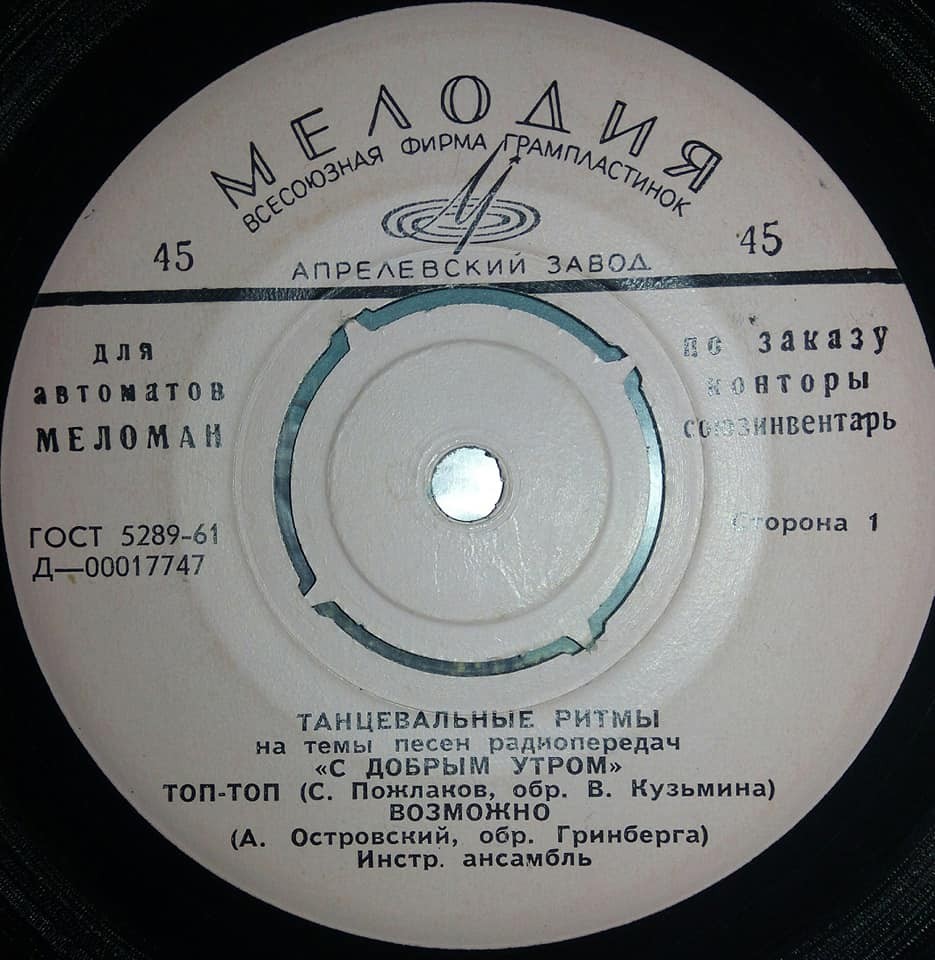 МЕЛОДИЯ
ВСЕСОЮЗНАЯ ФИРМА ГРАМПЛАСТИНОК
45
45
АПРЕЛЕВСКИЙ ЗАВОД
для
автоматов
МЕЛОМАН
по заказу
конторы
союзинвентарь
ГОСТ 5289-61
Д—00017747
Сторона 1
ТАНЦЕВАЛЬНЫЕ РИТМЫ
на темы песен радиопередач
«С ДОБРЫМ УТРОМ»
ТОП-ТОП (С. Пожлаков, обр. В. Кузьмина)
ВОЗМОЖНО
(А. Островский, обр. Гринберга)
Инстр. ансамбль